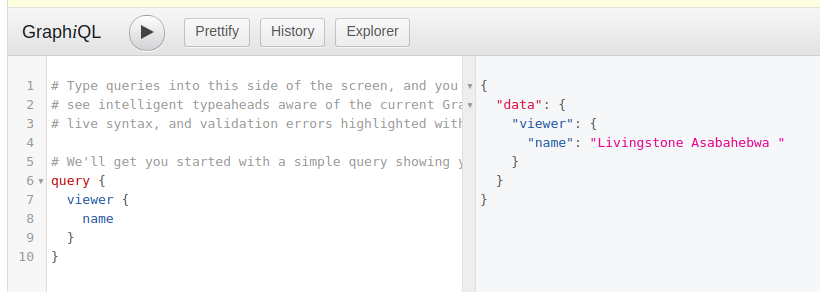 GraphiQL Prettify History Explorer
1 # Type queries into this side of the screen, and you
2 # see intelligent typeaheads aware of the current Gra
3 # live syntax, and validation errors highlighted with
4
5 # We'll get you started with a simple query showing
6 query {
7 viewer {
8 name
9 }
10 }
{
"data": {
"viewer": {
"name": "Livingstone Asabahebwa "
}
}
}